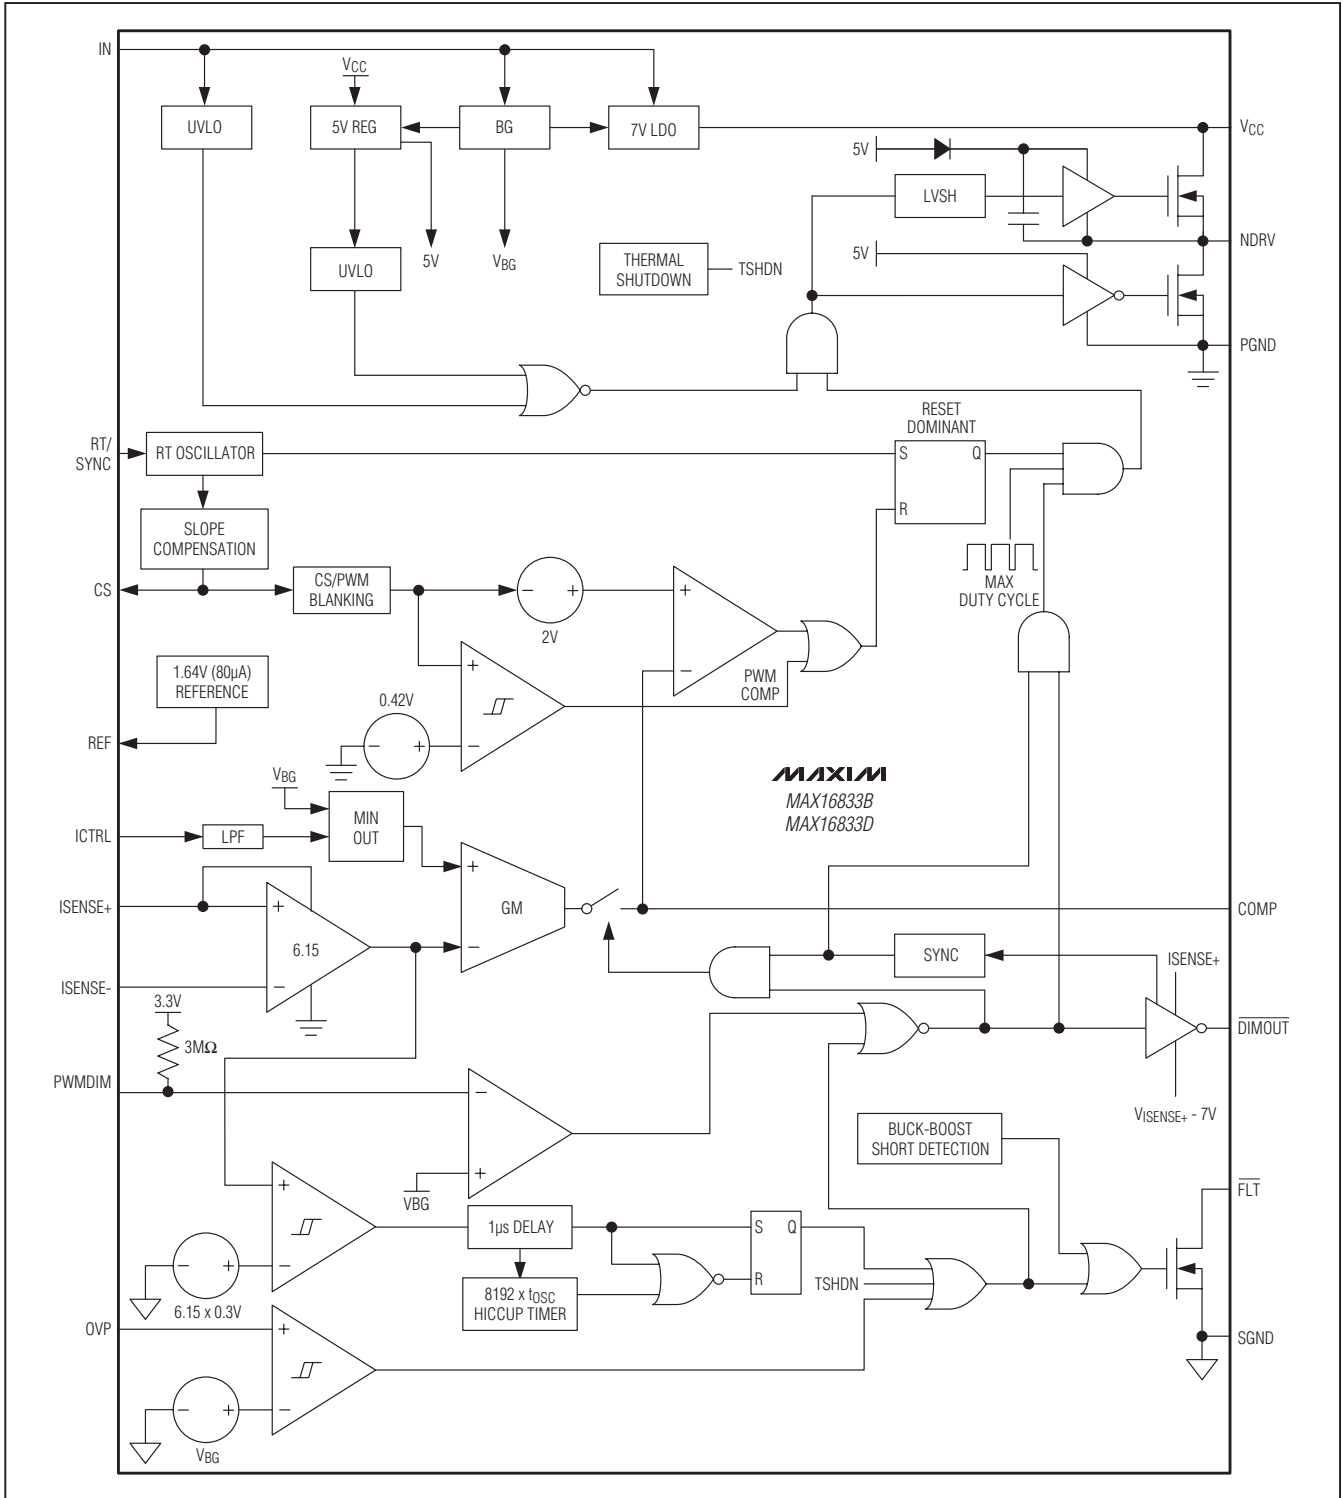 IN
VCC
UVLO
5V REG
BG
7V LDO
VCC
5V
LVSH
NDRV
5V
VBG
UVLO
THERMAL
SHUTDOWN
TSHDN
5V
PGND
RT/
SYNC
RT OSCILLATOR
RESET
DOMINANT
S
Q
R
SLOPE
COMPENSATION
CS
CS/PWM
BLANKING
-
+
2V
+
-
MAX
DUTY CYCLE
1.64V (80µA)
REFERENCE
REF
+
-
0.42V
-
+
PWM
COMP
MAXIM
MAX16833B
MAX16833D
VBG
MIN
OUT
ICTRL
LPF
+
-
GM
ISENSE+
+
6.15
-
ISENSE-
COMP
SYNC
ISENSE+
3.3V
3MΩ
DIMOUT
PWMDIM
-
+
VBG
VISENSE+ - 7V
BUCK-BOOST
SHORT DETECTION
FLT
+
-
-
+
6.15 x 0.3V
1µs DELAY
8192 x tOSC
HICCUP TIMER
S
Q
R
TSHDN
SGND
OVP
+
-
-
+
VBG